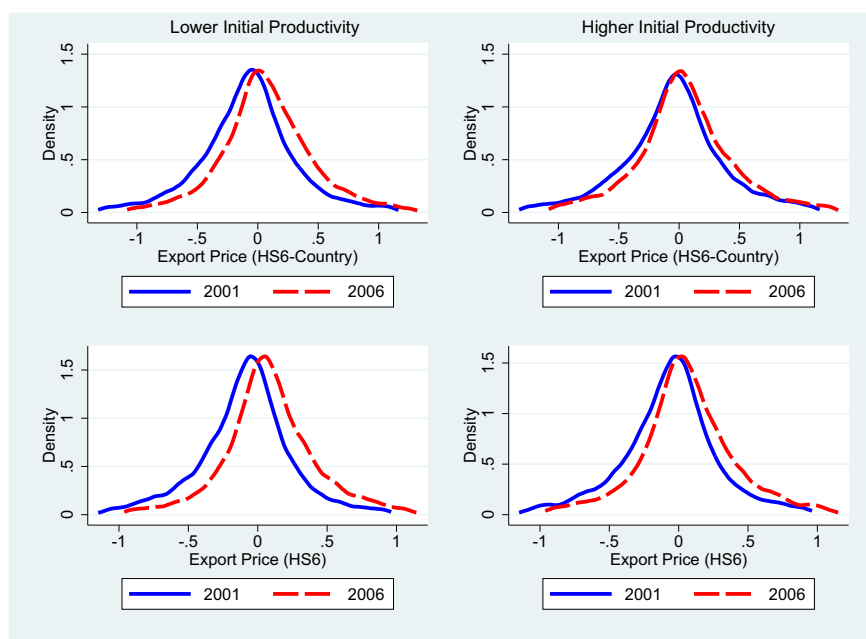 Lower Initial Productivity
Density
0 .5 1 1.5
-1 -.5 0 .5 1
Export Price (HS6-Country)
2001 2006
Higher Initial Productivity
Density
0 .5 1 1.5
-1 -.5 0 .5 1
Export Price (HS6-Country)
2001 2006
Density
0 .5 1 1.5
-1 -.5 0 .5 1
Export Price (HS6)
2001 2006
Density
0 .5 1 1.5
-1 -.5 0 .5 1
Export Price (HS6)
2001 2006